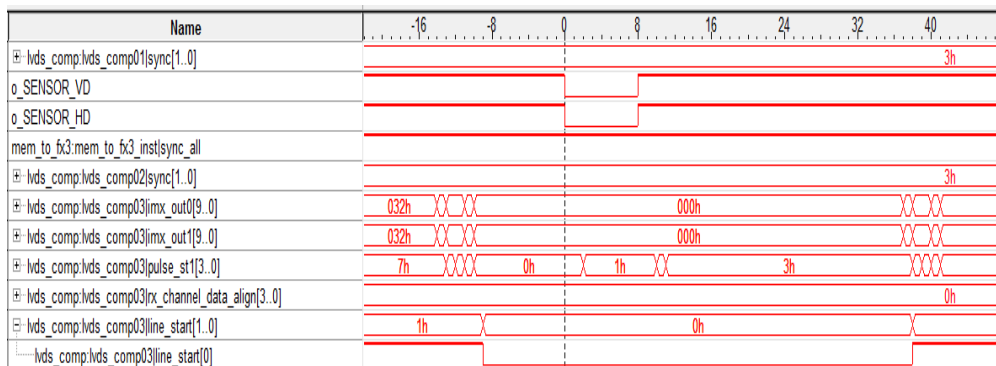 Name -16 -8 0 8 16 24 32 40
lvds_comp:lvds_comp01|sync[1..0] 3h
o_SENSOR_VD
o_SENSOR_HD
mem_to_fx3:mem_to_fx3_inst|sync_all
lvds_comp:lvds_comp02|sync[1..0] 3h
lvds_comp:lvds_comp03|imx_out0[9..0] 032h 000h
lvds_comp:lvds_comp03|imx_out1[9..0] 032h 000h
lvds_comp:lvds_comp03|pulse_st1[3..0] 7h 0h 1h 3h
lvds_comp:lvds_comp03|rx_channel_data_align[3..0] 0h
lvds_comp:lvds_comp03|line_start[1..0] 1h 0h
lvds_comp:lvds_comp03|line_start[0]